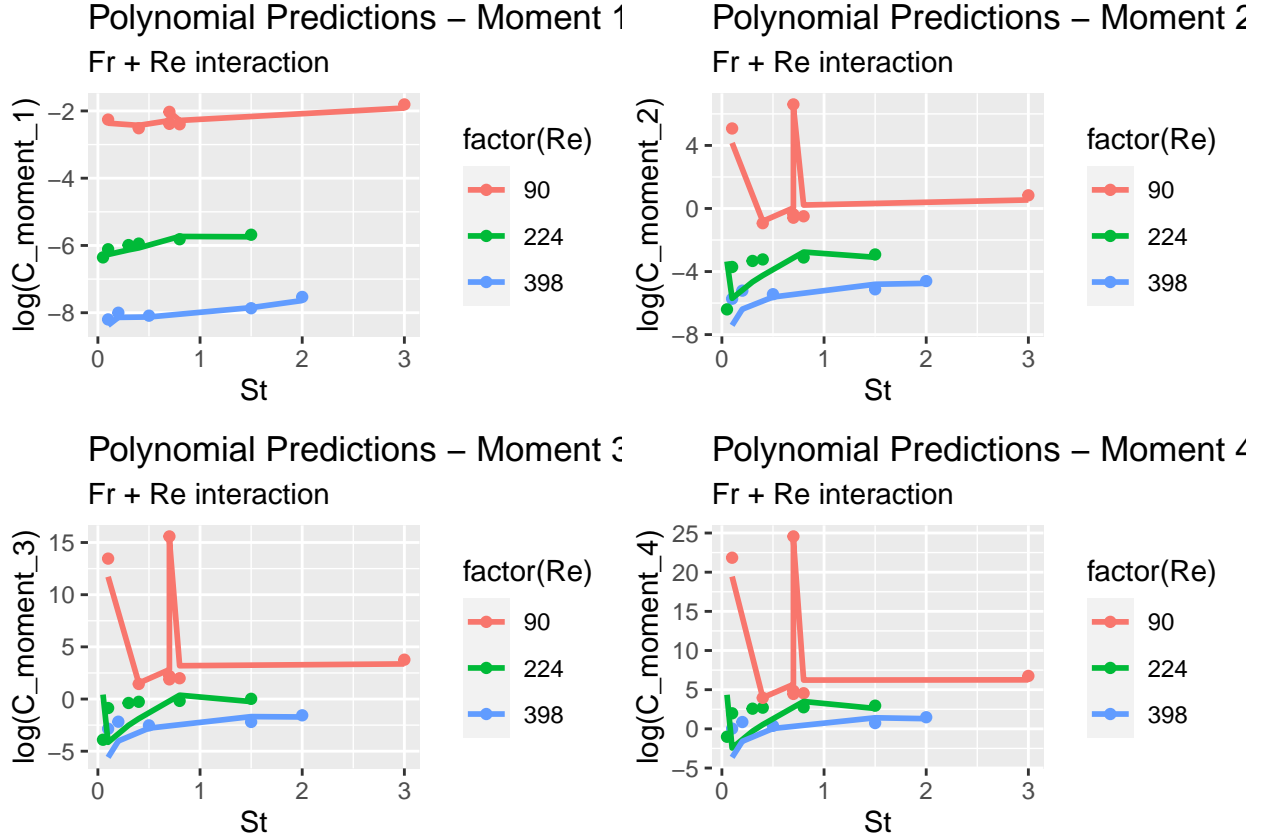 Polynomial Predictions – Moment 1
Fr + Re interaction
log(C_moment_1)
−2
−4
−6
−8
0 1 2 3
St
factor(Re)
90
224
398
Polynomial Predictions – Moment 2
Fr + Re interaction
log(C_moment_2)
4
0
−4
−8
0 1 2 3
St
factor(Re)
90
224
398
Polynomial Predictions – Moment 3
Fr + Re interaction
log(C_moment_3)
15
10
5
0
−5
0 1 2 3
St
factor(Re)
90
224
398
Polynomial Predictions – Moment 4
Fr + Re interaction
log(C_moment_4)
25
20
15
10
5
0
−5
0 1 2 3
St
factor(Re)
90
224
398